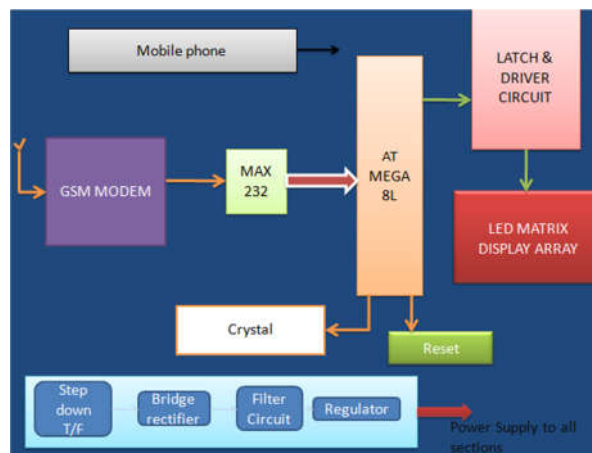 Mobile phone
LATCH &
DRIVER
CIRCUIT
GSM MODEM
MAX
232
AT
MEGA
8L
LED MATRIX
DISPLAY ARRAY
Crystal
Reset
Step
down
T/F
Bridge
rectifier
Filter
Circuit
Regulator
Power Supply to all
sections